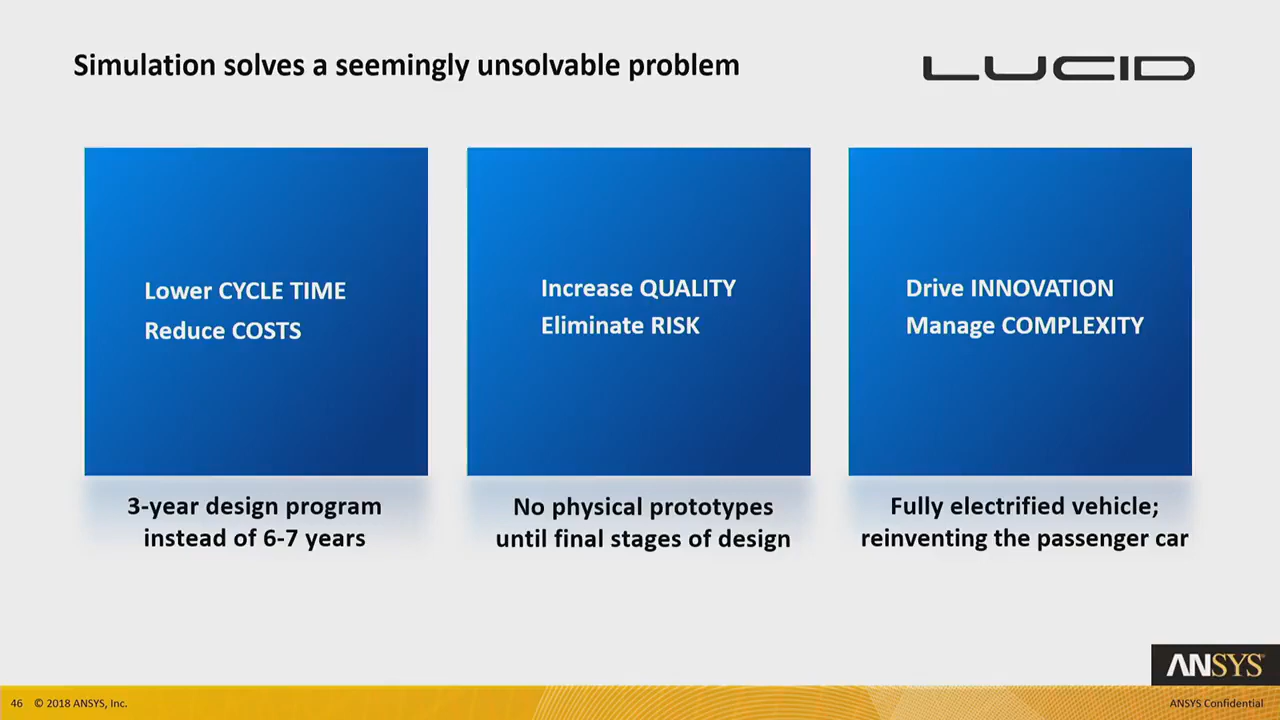 Simulation solves a seemingly unsolvable problem
LUCID
Lower CYCLE TIME
Reduce COSTS
3-year design program
instead of 6-7 years
Increase QUALITY
Eliminate RISK
No physical prototypes
until final stages of design
Drive INNOVATION
Manage COMPLEXITY
Fully electrified vehicle;
reinventing the passenger car
ANSYS®
46 © 2018 ANSYS, Inc.
ANSYS Confidential